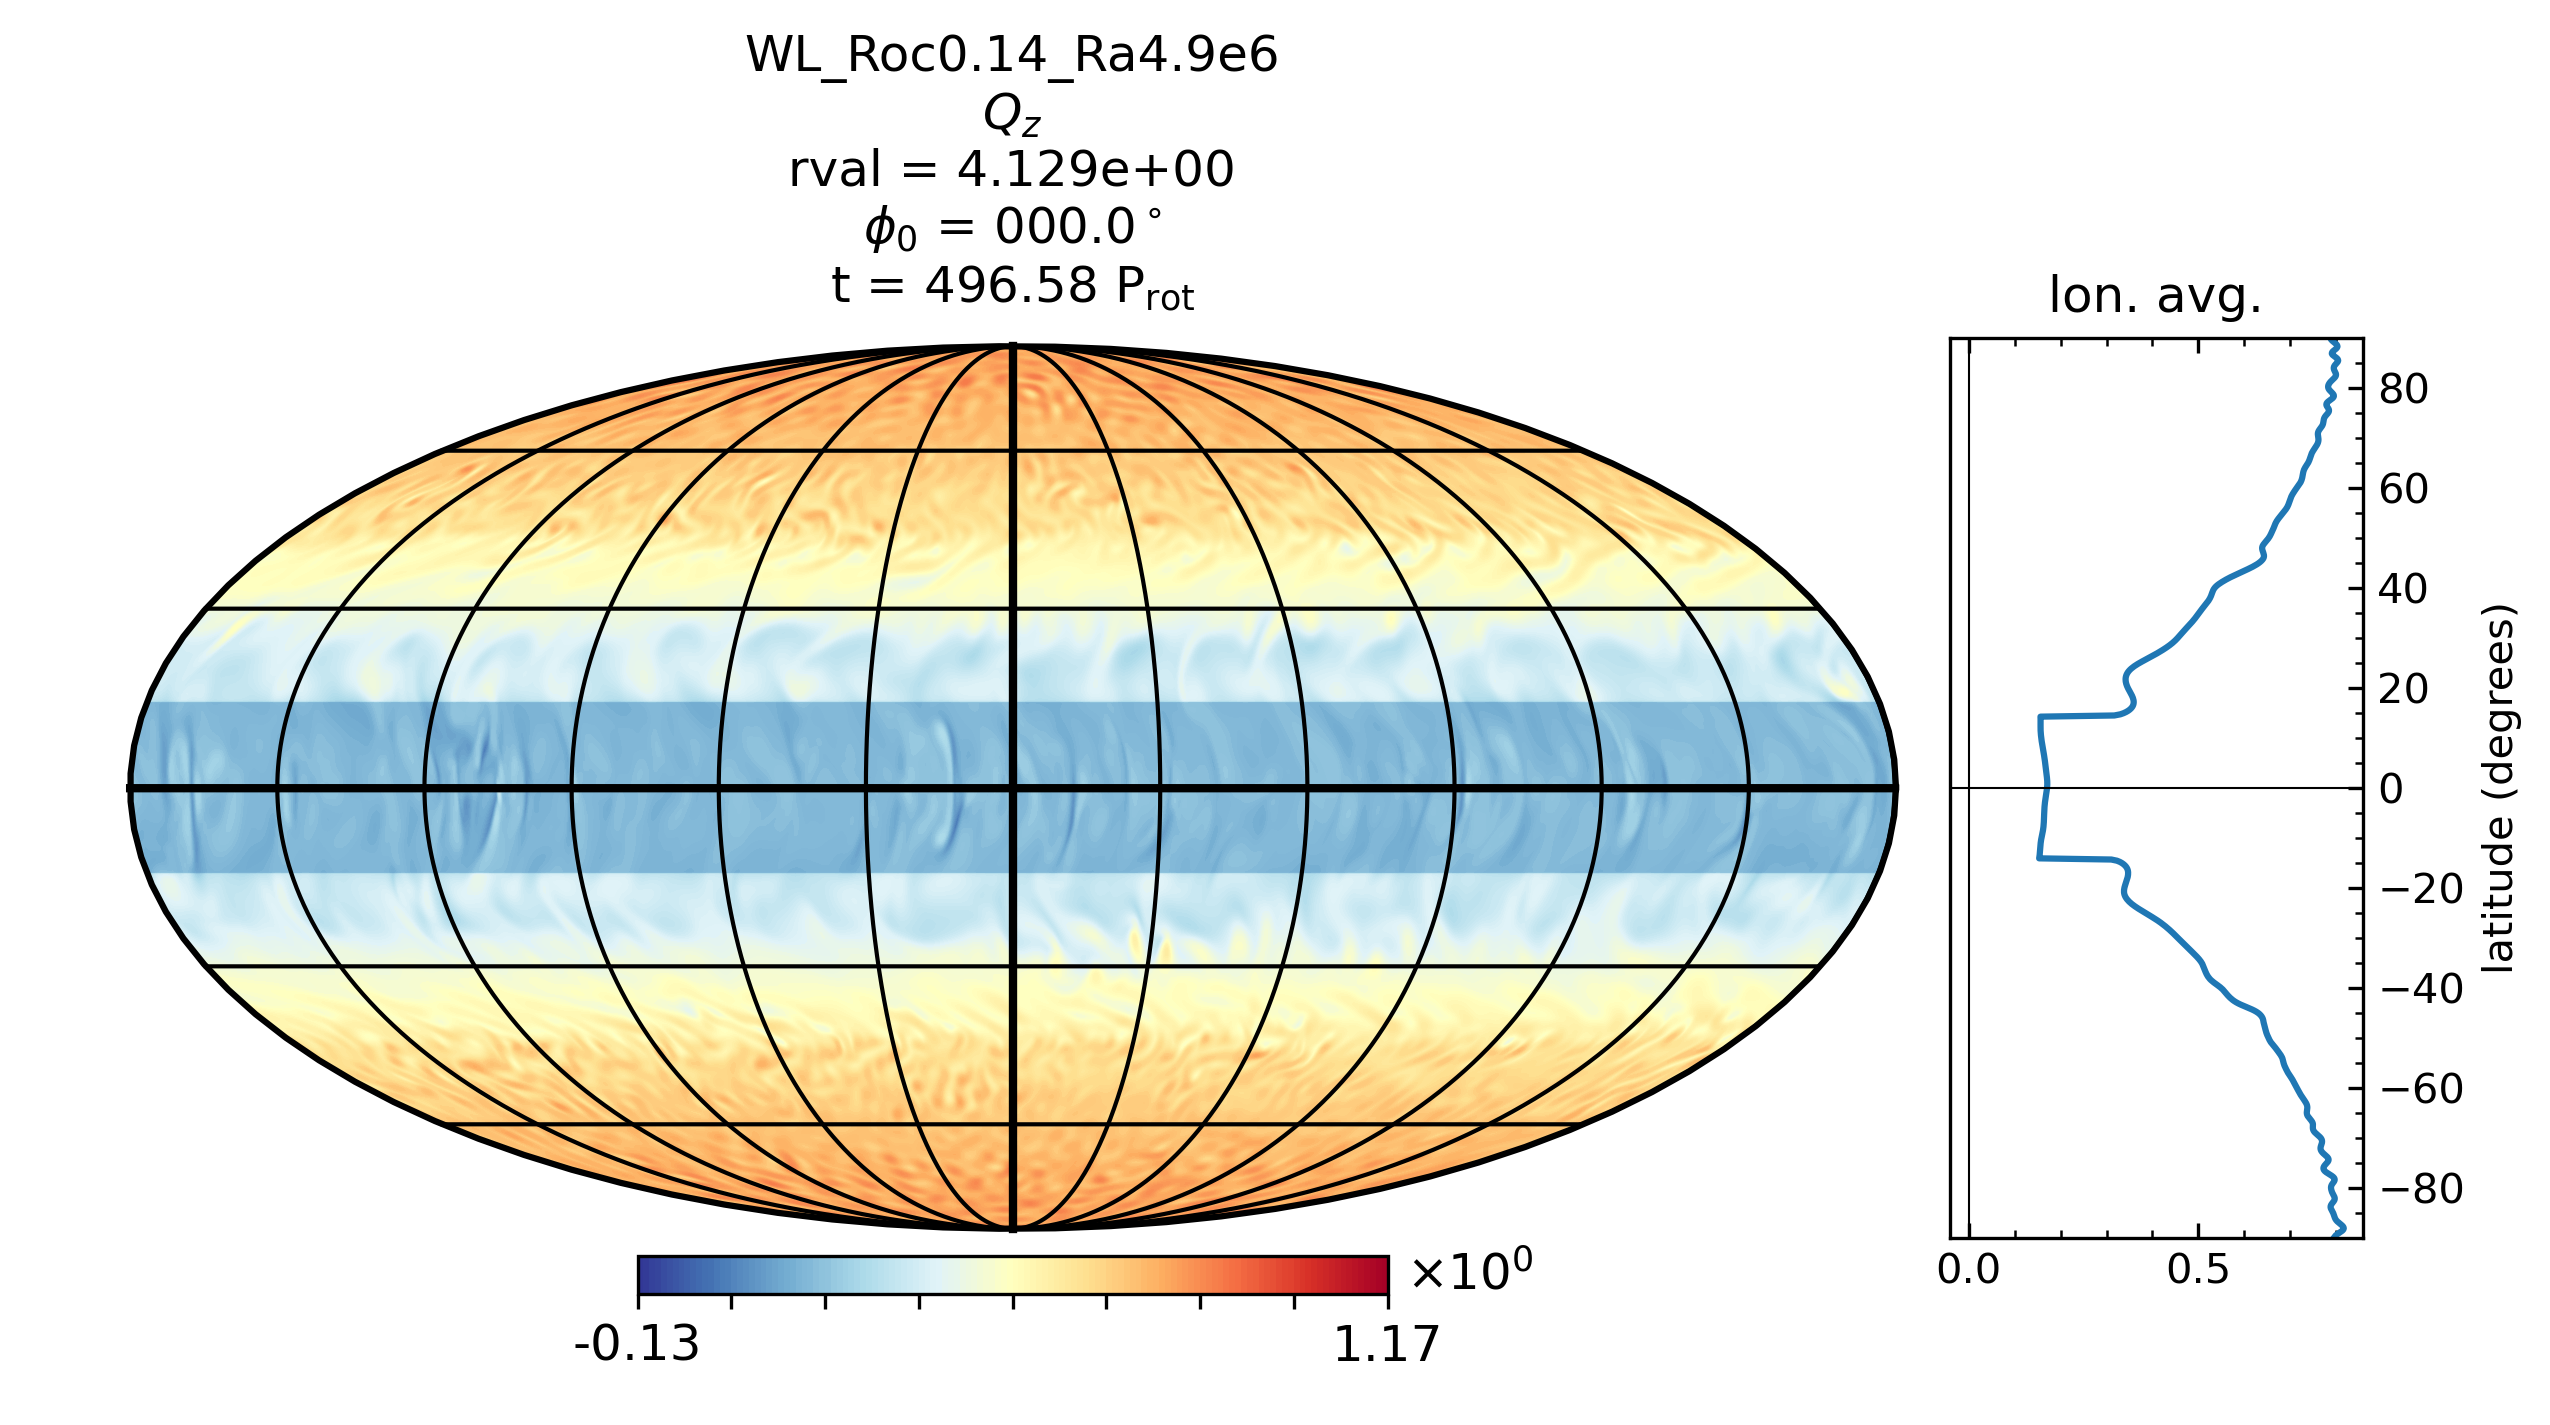 WL_Roc0.14_Ra4.9e6
Q_z
rval = 4.129e+00
ϕ_0 = 000.0°
t = 496.58 P_rot
lon. avg.
80
60
40
20
0
−20
−40
−60
−80
latitude (degrees)
0.0 0.5
×10^0
-0.13 1.17